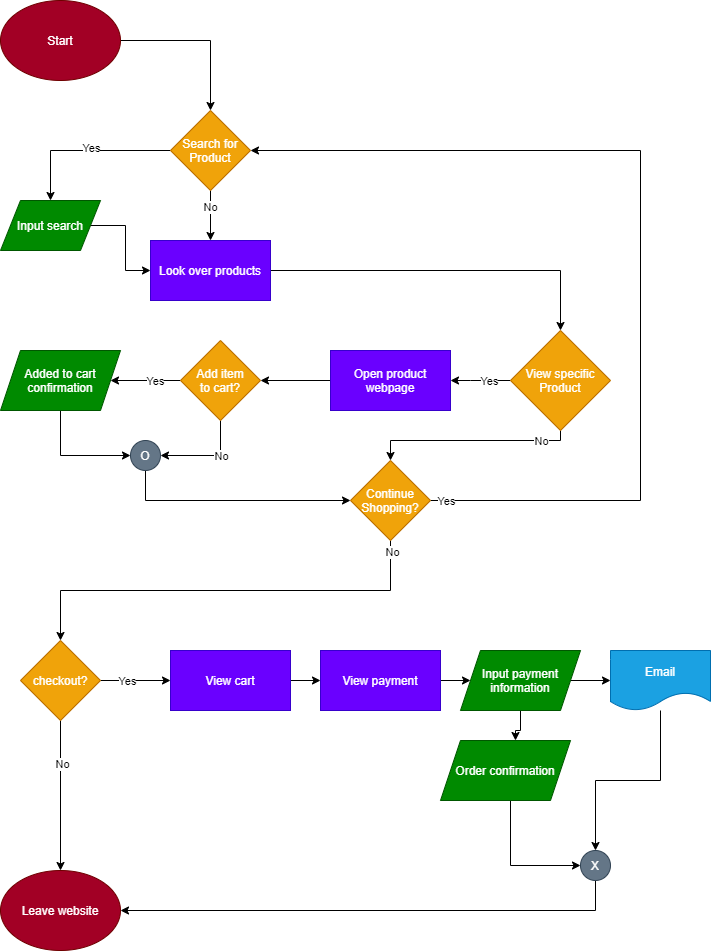 Start
Search for
Product
Yes
No
Input search
Look over products
View specific
Product
Yes
Open product
webpage
Add item
to cart?
Yes
Added to cart
confirmation
No
O
No
Continue
Shopping?
Yes
No
checkout?
Yes
View cart
View payment
Input payment
information
Email
No
Order confirmation
X
Leave website